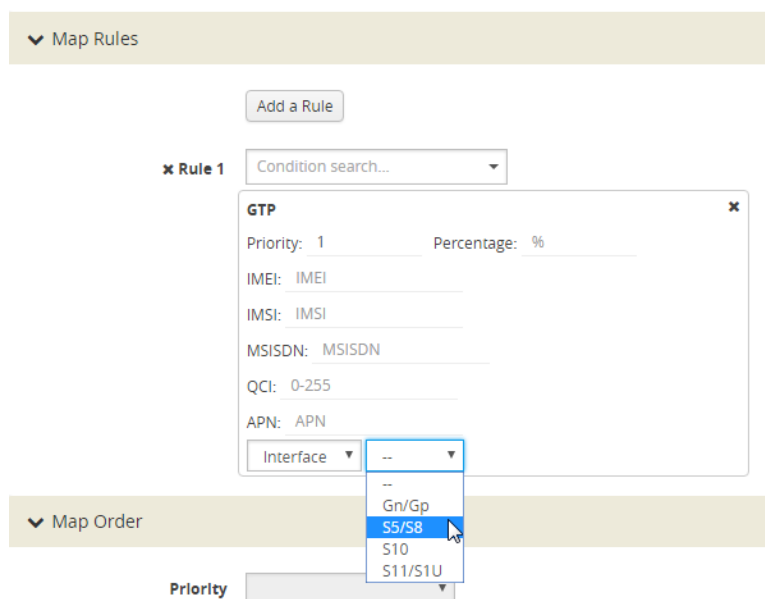 Map Rules
Add a Rule
Rule 1 Condition search...
GTP
Priority: 1 Percentage: %
IMEI: IMEI
IMSI: IMSI
MSISDN: MSISDN
QCI: 0-255
APN: APN
Interface --
--
Gn/Gp
S5/S8
S10
S11/S1U
Map Order
Priority